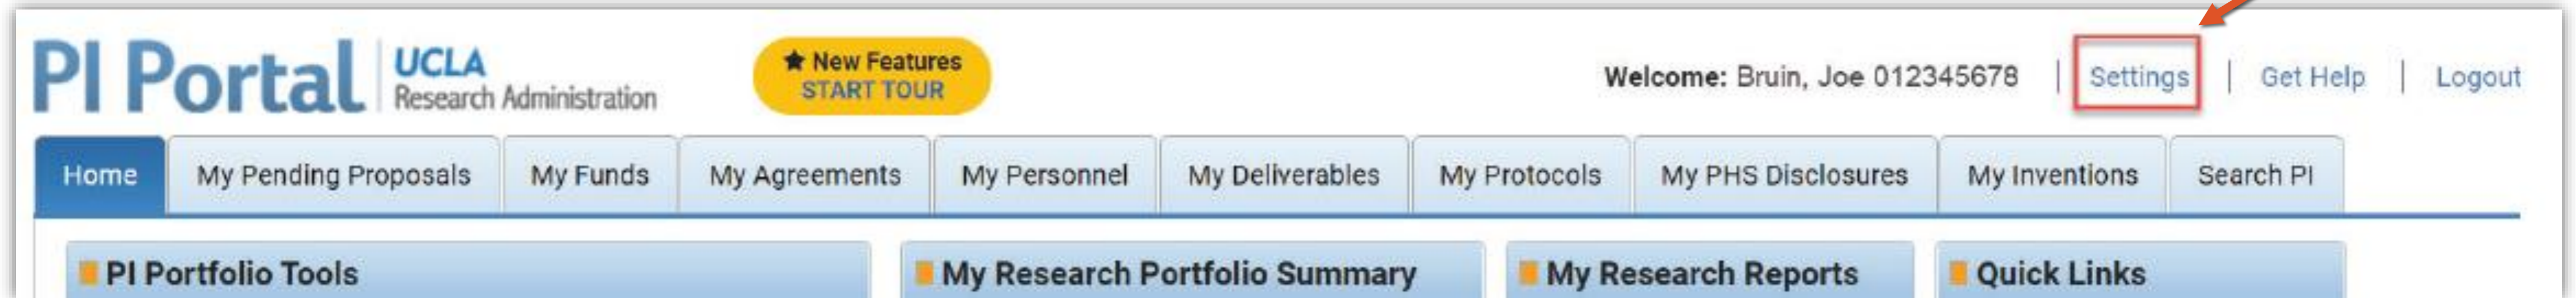 PI Portal
UCLA
Research Administration
★ New Features
START TOUR
Welcome: Bruin, Joe 012345678 | Settings | Get Help | Logout
Home My Pending Proposals My Funds My Agreements My Personnel My Deliverables My Protocols My PHS Disclosures My Inventions Search PI
PI Portfolio Tools My Research Portfolio Summary My Research Reports Quick Links